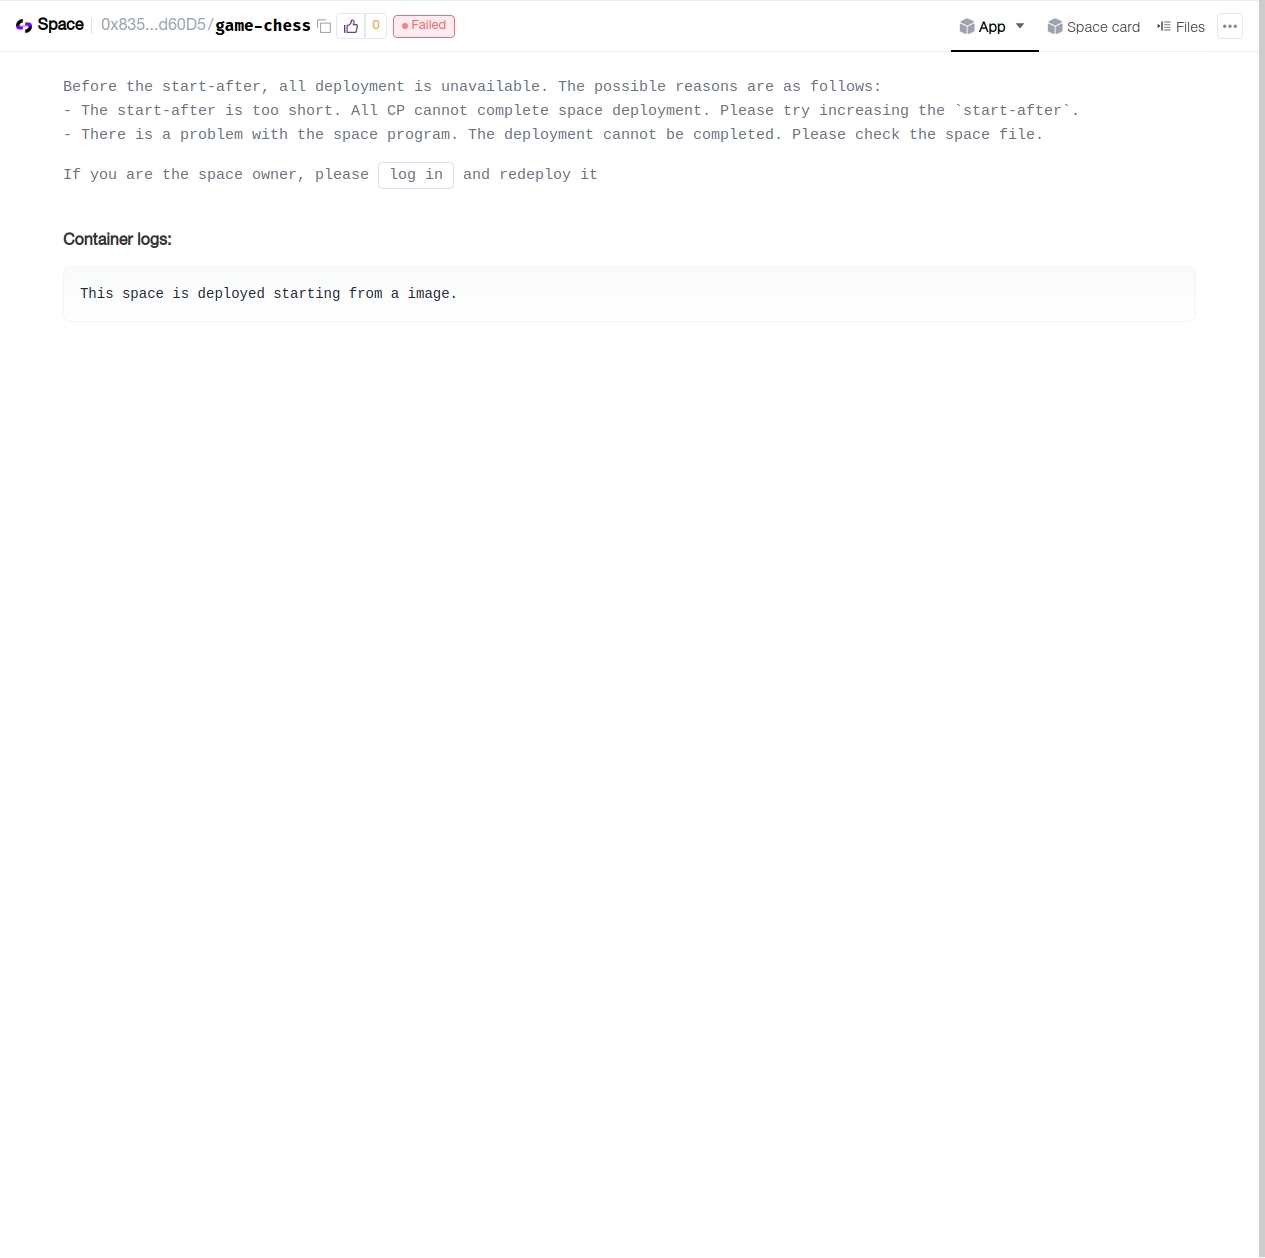 Space 0x835...d60D5/game-chess 0 Failed App Space card Files
Before the start-after, all deployment is unavailable. The possible reasons are as follows:
- The start-after is too short. All CP cannot complete space deployment. Please try increasing the `start-after`.
- There is a problem with the space program. The deployment cannot be completed. Please check the space file.
If you are the space owner, please log in and redeploy it
Container logs:
This space is deployed starting from a image.